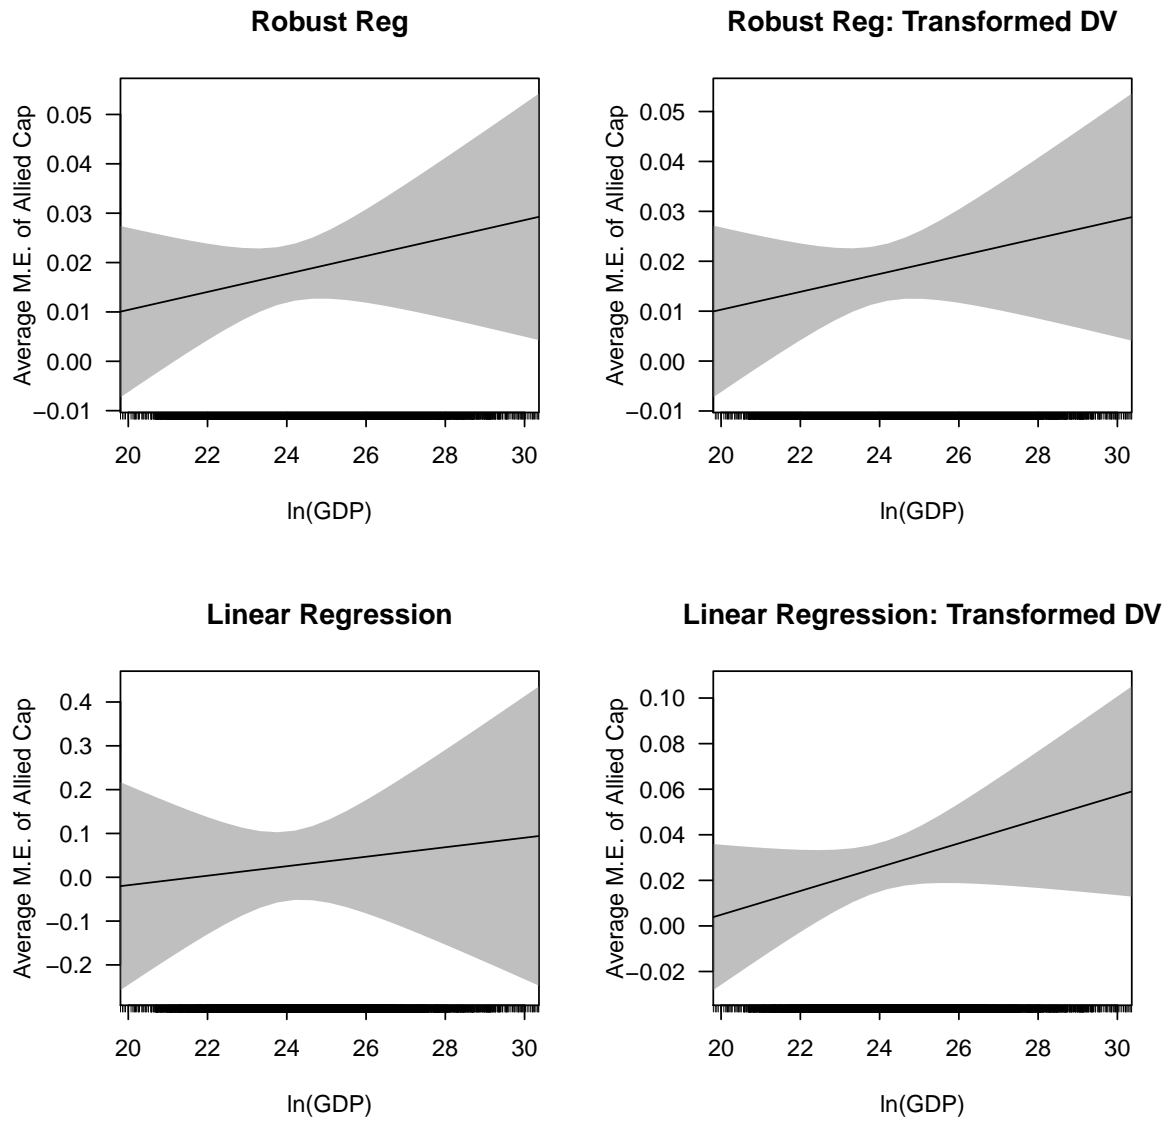 Robust Reg
Average M.E. of Allied Cap
0.05
0.04
0.03
0.02
0.01
0.00
−0.01
20 22 24 26 28 30
ln(GDP)
Robust Reg: Transformed DV
Average M.E. of Allied Cap
0.05
0.04
0.03
0.02
0.01
0.00
−0.01
20 22 24 26 28 30
ln(GDP)
Linear Regression
Average M.E. of Allied Cap
0.4
0.3
0.2
0.1
0.0
−0.1
−0.2
20 22 24 26 28 30
ln(GDP)
Linear Regression: Transformed DV
Average M.E. of Allied Cap
0.10
0.08
0.06
0.04
0.02
0.00
−0.02
20 22 24 26 28 30
ln(GDP)